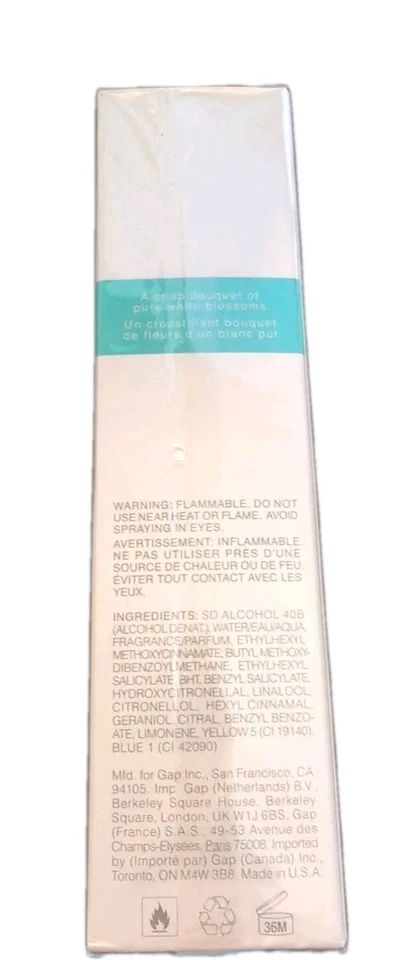 A crisp bouquet of
pure white blossoms
Un croustillant bouquet
de fleurs d'un blanc pur
WARNING: FLAMMABLE. DO NOT
USE NEAR HEAT OR FLAME. AVOID
SPRAYING IN EYES.
AVERTISSEMENT: INFLAMMABLE.
NE PAS UTILISER PRÈS D'UNE
SOURCE DE CHALEUR OU DE FEU.
ÉVITER TOUT CONTACT AVEC LES
YEUX.
INGREDIENTS: SD ALCOHOL 40B
(ALCOHOL DENAT.), WATER/EAU/AQUA,
FRAGRANCE/PARFUM, ETHYLHEXYL
METHOXYCINNAMATE, BUTYL METHOXY-
DIBENZOYLMETHANE, ETHYLHEXYL
SALICYLATE, BHT, BENZYL SALICYLATE,
HYDROXYCITRONELLAL, LINALOOL,
CITRONELLOL, HEXYL CINNAMAL,
GERANIOL, CITRAL, BENZYL BENZO-
ATE, LIMONENE, YELLOW 5 (CI 19140),
BLUE 1 (CI 42090)
Mfd. for Gap Inc., San Francisco, CA
94105. Imp. Gap (Netherlands) B.V.,
Berkeley Square House, Berkeley
Square, London, UK W1J 6BS. Gap
(France) S.A.S., 49-53 Avenue des
Champs-Elysées, Paris 75008. Imported
by (Importé par) Gap (Canada) Inc.,
Toronto, ON M4W 3B8. Made in U.S.A.
36M